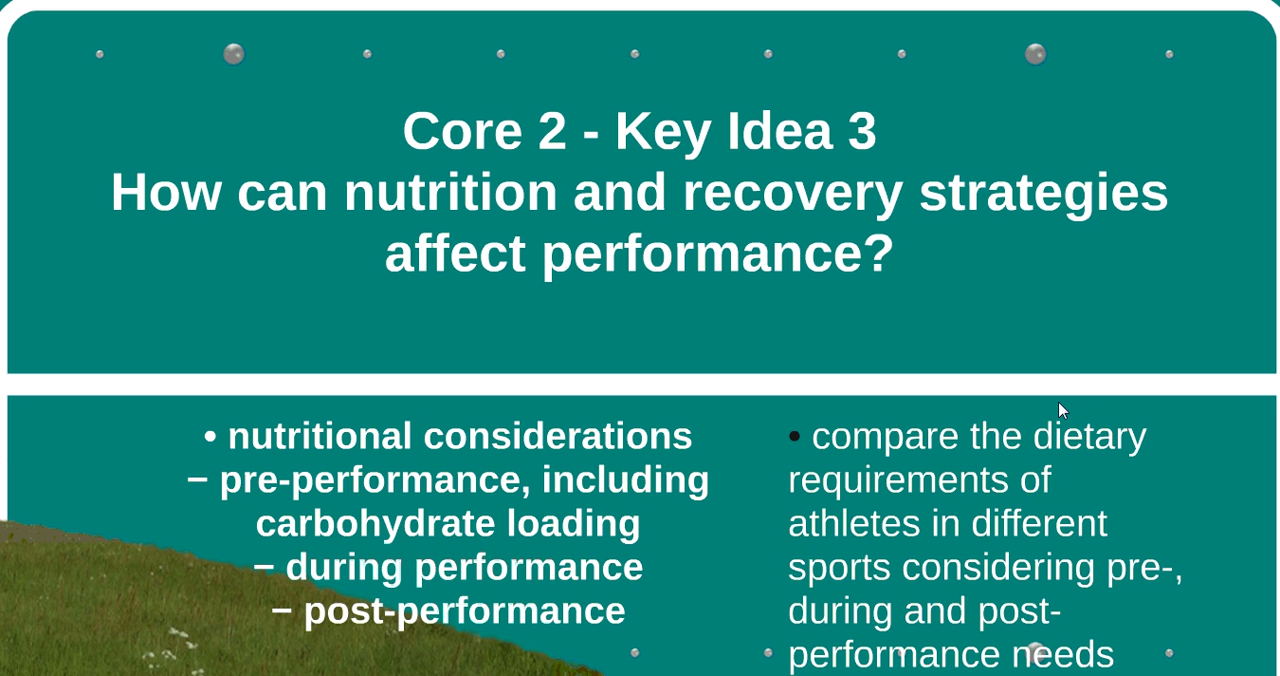 Core 2 - Key Idea 3
How can nutrition and recovery strategies
affect performance?
• nutritional considerations
– pre-performance, including
carbohydrate loading
– during performance
– post-performance
• compare the dietary
requirements of
athletes in different
sports considering pre-,
during and post-
performance needs